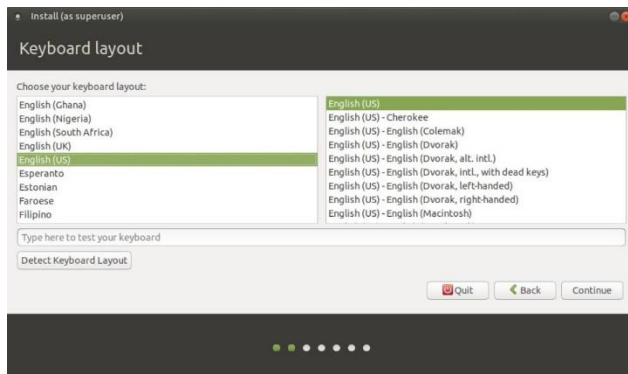 Install (as superuser)
Keyboard layout
Choose your keyboard layout:
English (Ghana)
English (Nigeria)
English (South Africa)
English (UK)
English (US)
Esperanto
Estonian
Faroese
Filipino
English (US)
English (US) - Cherokee
English (US) - English (Colemak)
English (US) - English (Dvorak)
English (US) - English (Dvorak, alt. intl.)
English (US) - English (Dvorak, intl., with dead keys)
English (US) - English (Dvorak, left-handed)
English (US) - English (Dvorak, right-handed)
English (US) - English (Macintosh)
Type here to test your keyboard
Detect Keyboard Layout
Quit Back Continue